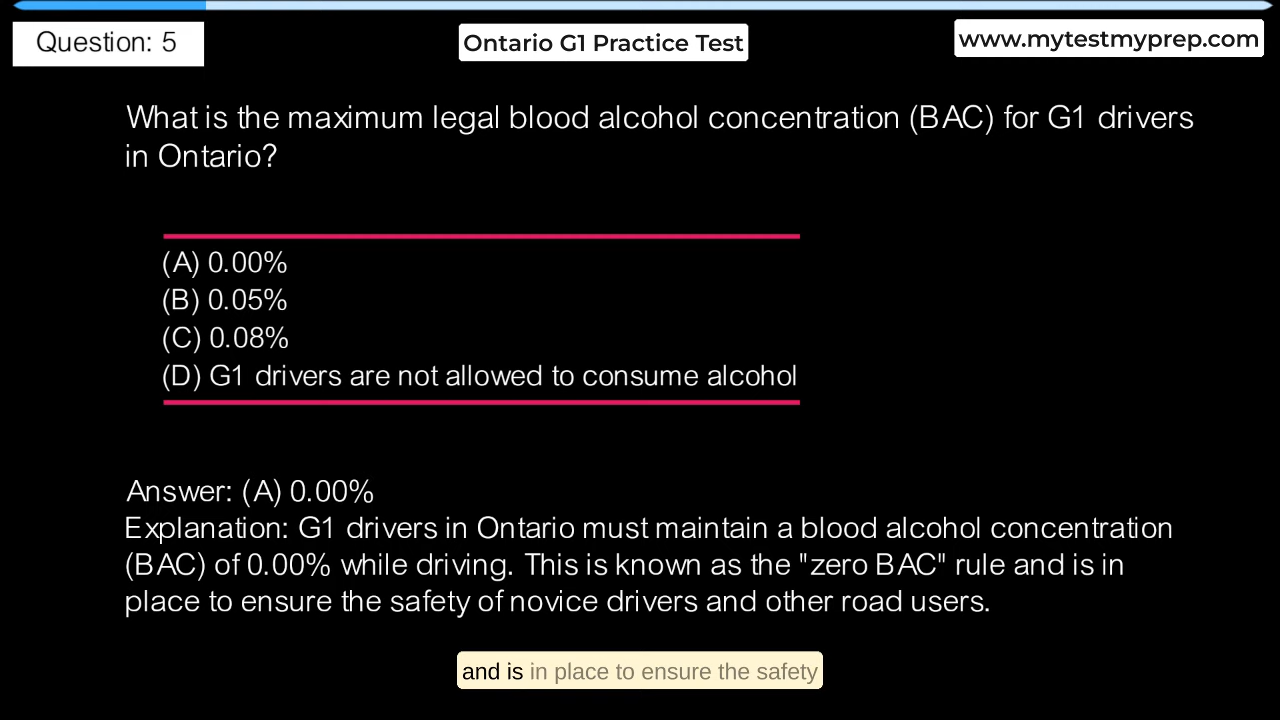 Question: 5
Ontario G1 Practice Test
www.mytestmyprep.com
What is the maximum legal blood alcohol concentration (BAC) for G1 drivers
in Ontario?
(A) 0.00%
(B) 0.05%
(C) 0.08%
(D) G1 drivers are not allowed to consume alcohol
Answer: (A) 0.00%
Explanation: G1 drivers in Ontario must maintain a blood alcohol concentration
(BAC) of 0.00% while driving. This is known as the "zero BAC" rule and is in
place to ensure the safety of novice drivers and other road users.
and is in place to ensure the safety